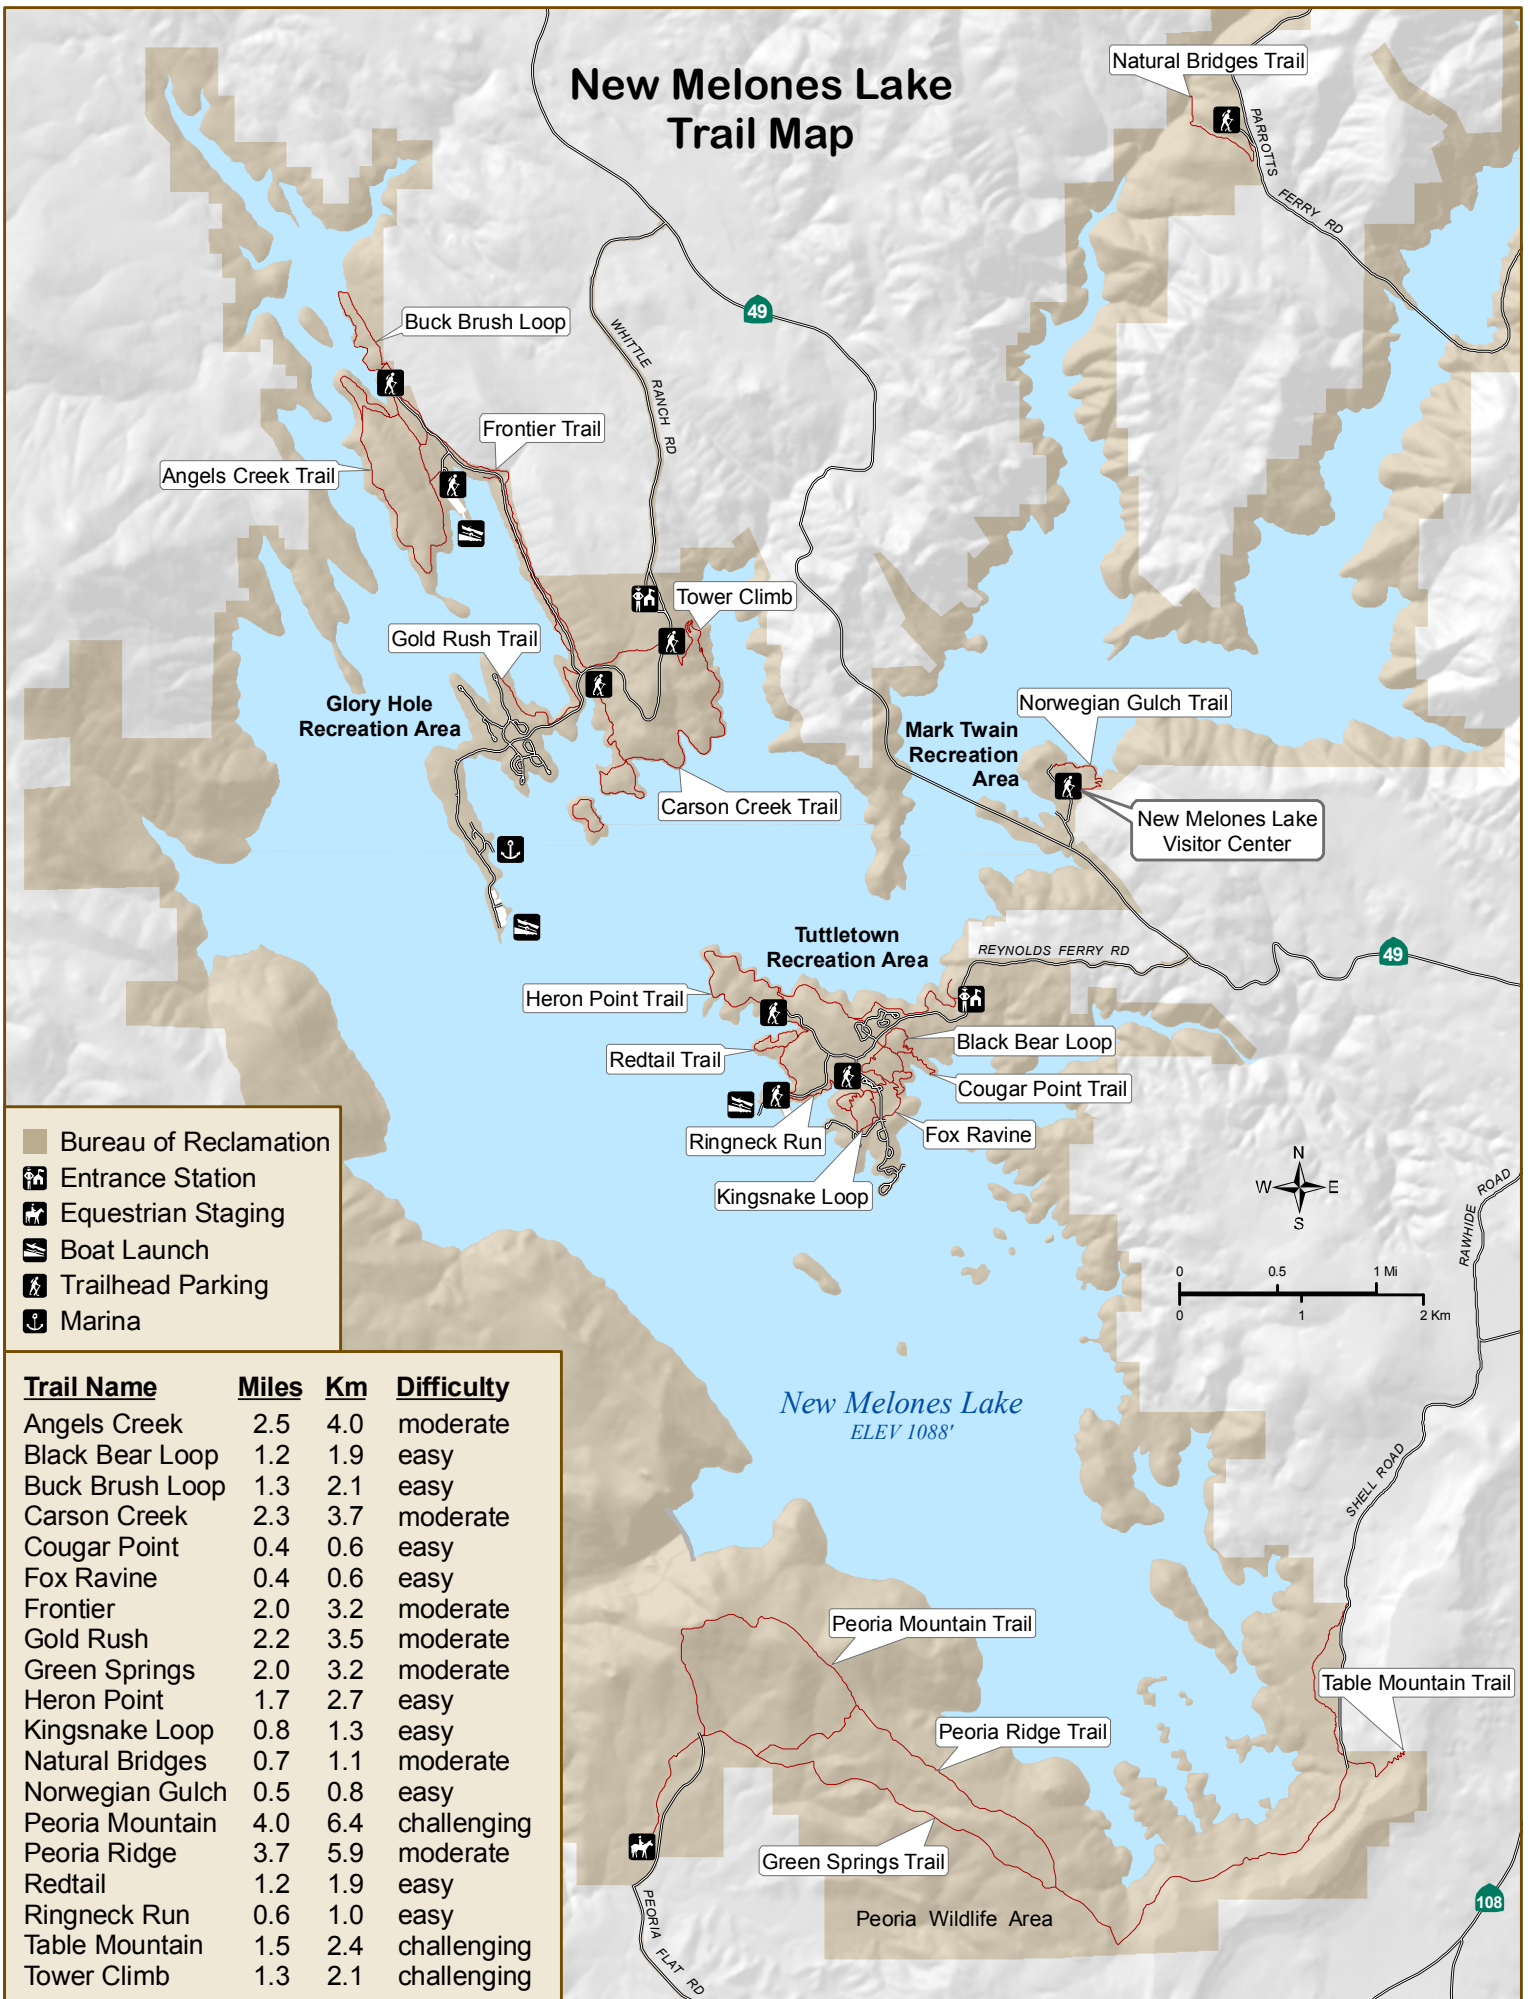 New Melones Lake
Trail Map
Natural Bridges Trail
PARROTTS
FERRY RD
49
Buck Brush Loop
WHITTLE RANCH RD
Frontier Trail
Angels Creek Trail
Tower Climb
Gold Rush Trail
Glory Hole
Recreation Area
Norwegian Gulch Trail
Mark Twain
Recreation
Area
Carson Creek Trail
New Melones Lake
Visitor Center
Tuttletown
Recreation Area
REYNOLDS FERRY RD
49
Heron Point Trail
Black Bear Loop
Redtail Trail
Cougar Point Trail
Ringneck Run
Fox Ravine
Kingsnake Loop
Bureau of Reclamation
Entrance Station
Equestrian Staging
Boat Launch
Trailhead Parking
Marina
N
W E
S
0 0.5 1 Mi
0 1 2 Km
RAWHIDE ROAD
SHELL ROAD
New Melones Lake
ELEV 1088'
Trail Name Miles Km Difficulty
Angels Creek 2.5 4.0 moderate
Black Bear Loop 1.2 1.9 easy
Buck Brush Loop 1.3 2.1 easy
Carson Creek 2.3 3.7 moderate
Cougar Point 0.4 0.6 easy
Fox Ravine 0.4 0.6 easy
Frontier 2.0 3.2 moderate
Gold Rush 2.2 3.5 moderate
Green Springs 2.0 3.2 moderate
Heron Point 1.7 2.7 easy
Kingsnake Loop 0.8 1.3 easy
Natural Bridges 0.7 1.1 moderate
Norwegian Gulch 0.5 0.8 easy
Peoria Mountain 4.0 6.4 challenging
Peoria Ridge 3.7 5.9 moderate
Redtail 1.2 1.9 easy
Ringneck Run 0.6 1.0 easy
Table Mountain 1.5 2.4 challenging
Tower Climb 1.3 2.1 challenging
Peoria Mountain Trail
Table Mountain Trail
Peoria Ridge Trail
Green Springs Trail
Peoria Wildlife Area
PEORIA FLAT RD
108